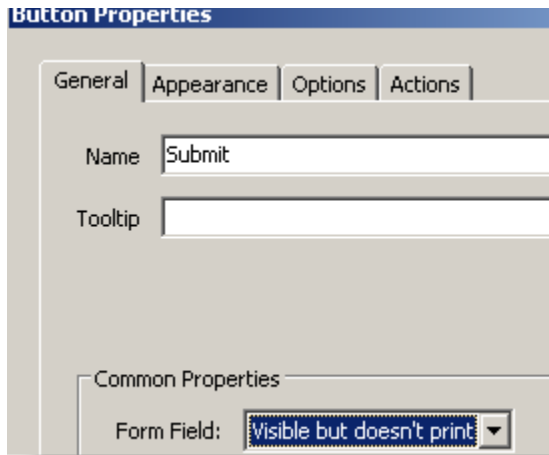 Button Properties
General Appearance Options Actions
Name Submit
Tooltip
Common Properties
Form Field: Visible but doesn't print